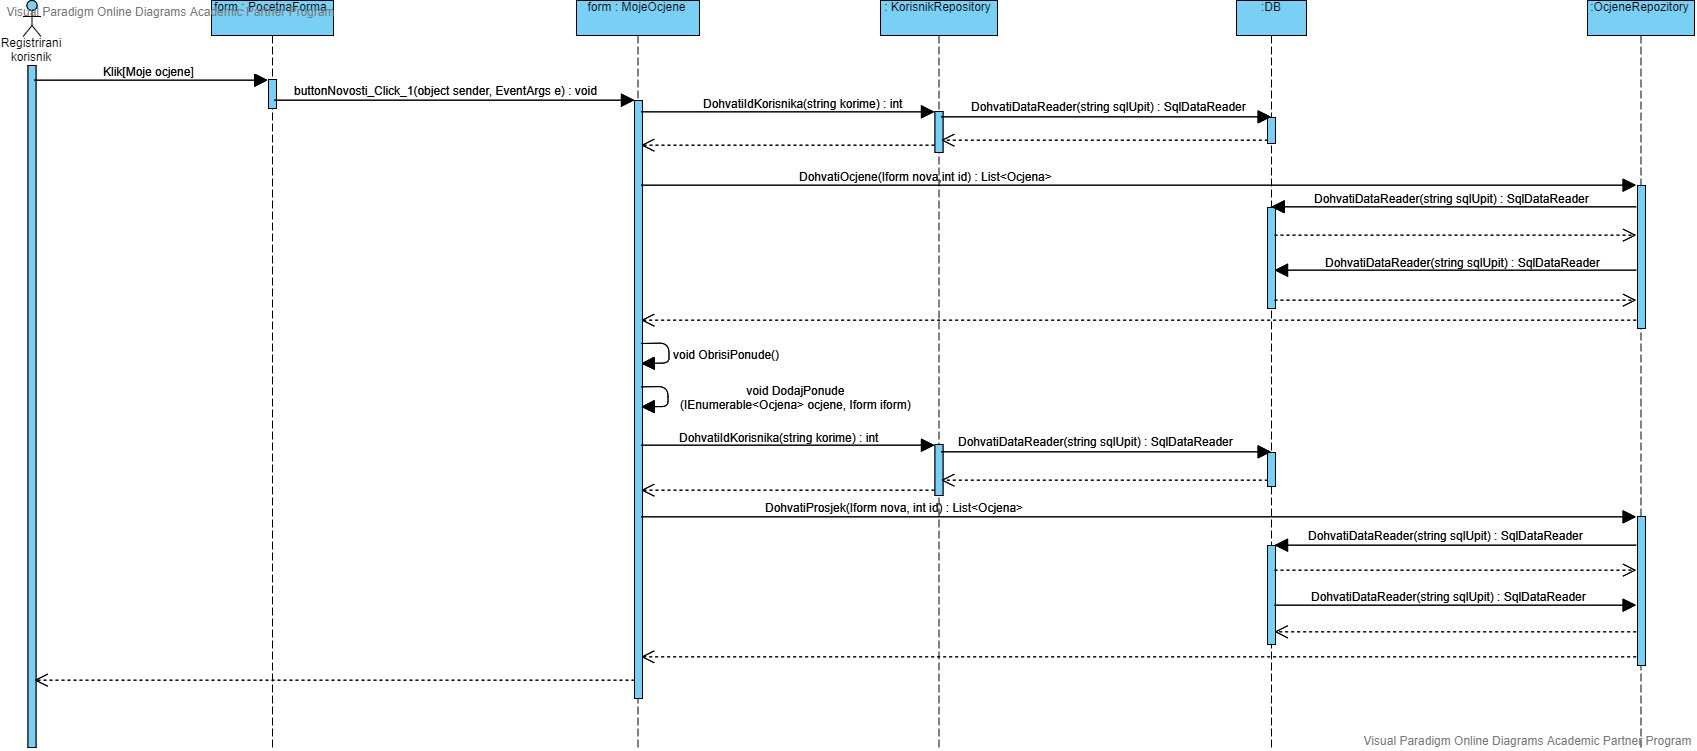 Visual Paradigm Online Diagrams Academic Partner Program
form : PocetnaForma
form : MojeOcjene
: KorisnikRepository
:DB
:OcjeneRepozitory
Registrirani
korisnik
Klik[Moje ocjene]
buttonNovosti_Click_1(object sender, EventArgs e) : void
DohvatiIdKorisnika(string korime) : int
DohvatiDataReader(string sqlUpit) : SqlDataReader
DohvatiOcjene(Iform nova,int id) : List<Ocjena>
DohvatiDataReader(string sqlUpit) : SqlDataReader
DohvatiDataReader(string sqlUpit) : SqlDataReader
void ObrisiPonude()
void DodajPonude
(IEnumerable<Ocjena> ocjene, Iform iform)
DohvatiIdKorisnika(string korime) : int
DohvatiDataReader(string sqlUpit) : SqlDataReader
DohvatiProsjek(Iform nova, int id) : List<Ocjena>
DohvatiDataReader(string sqlUpit) : SqlDataReader
DohvatiDataReader(string sqlUpit) : SqlDataReader
Visual Paradigm Online Diagrams Academic Partner Program